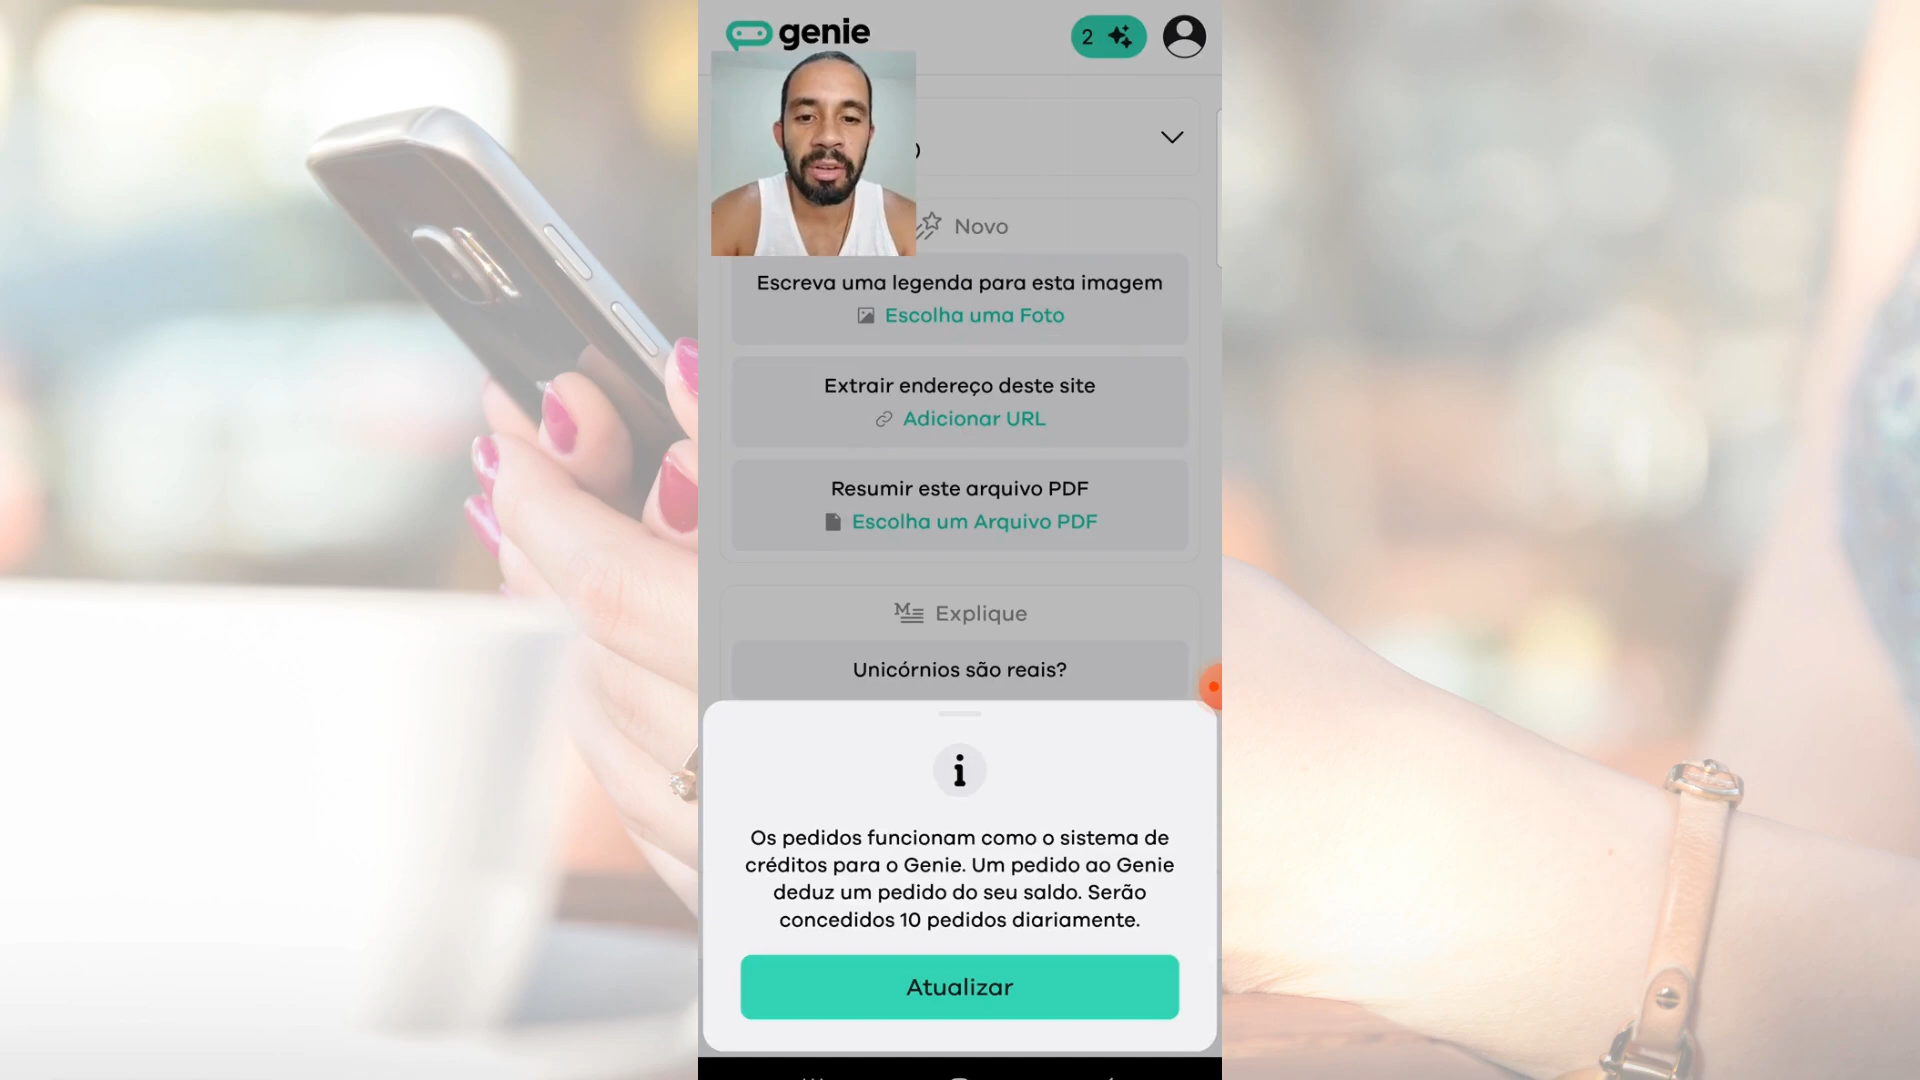 genie
2
)
Novo
Escreva uma legenda para esta imagem
Escolha uma Foto
Extrair endereço deste site
Adicionar URL
Resumir este arquivo PDF
Escolha um Arquivo PDF
Explique
Unicórnios são reais?
i
Os pedidos funcionam como o sistema de
créditos para o Genie. Um pedido ao Genie
deduz um pedido do seu saldo. Serão
concedidos 10 pedidos diariamente.
Atualizar